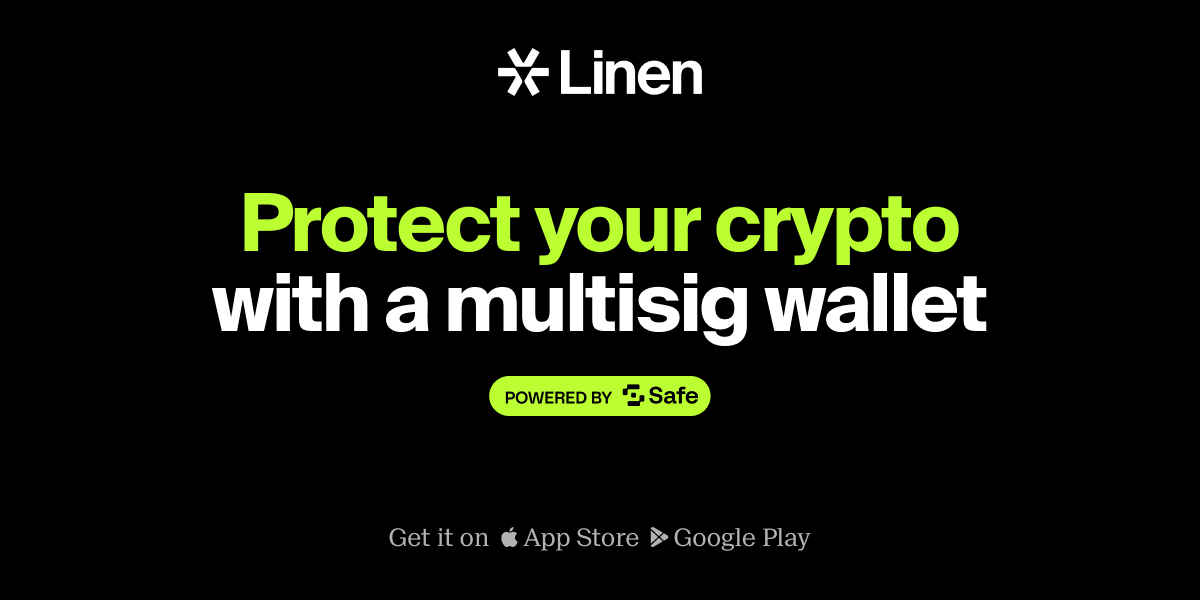 Linen
Protect your crypto
with a multisig wallet
POWERED BY Safe
Get it on App Store Google Play